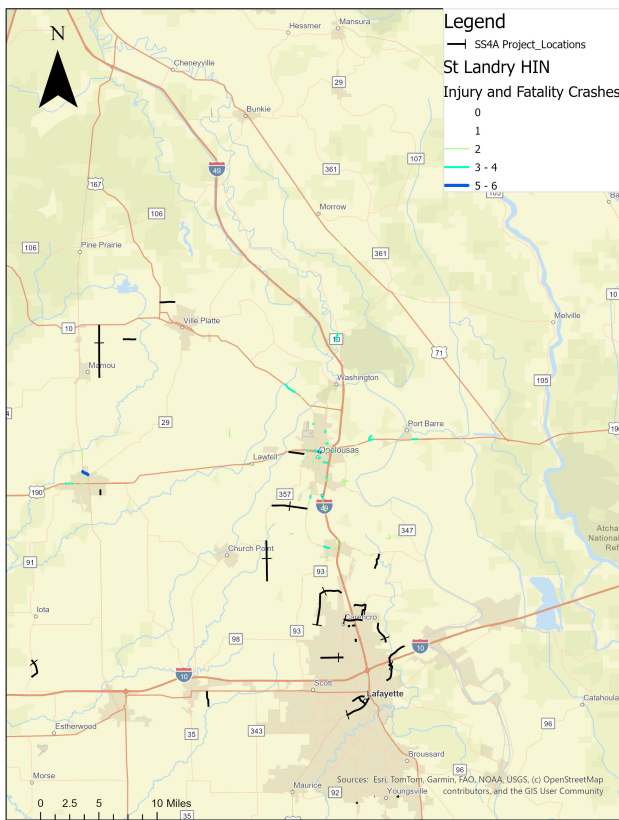 Legend
SS4A Project_Locations
St Landry HIN
Injury and Fatality Crashes
0
1
2
3 - 4
5 - 6
N
Hessmer
Mansura
Cheneyville
29
Bunkie
49
361
107
105
167
106
Morrow
361
106
Pine Prairie
10
Melville
10
Ville Platte
10
71
Mamou
Washington
105
29
Port Barre
190
Opelousas
Lawtell
190
357
49
347
Church Point
91
93
Iota
Carencro
93
98
10
10
Scott
Lafayette
Catahoula
96
Estherwood
35
343
Broussard
96
Morse
Maurice
92
Youngsville
35
Sources: Esri, TomTom, Garmin, FAO, NOAA, USGS, (c) OpenStreetMap
contributors, and the GIS User Community
0 2.5 5 10 Miles